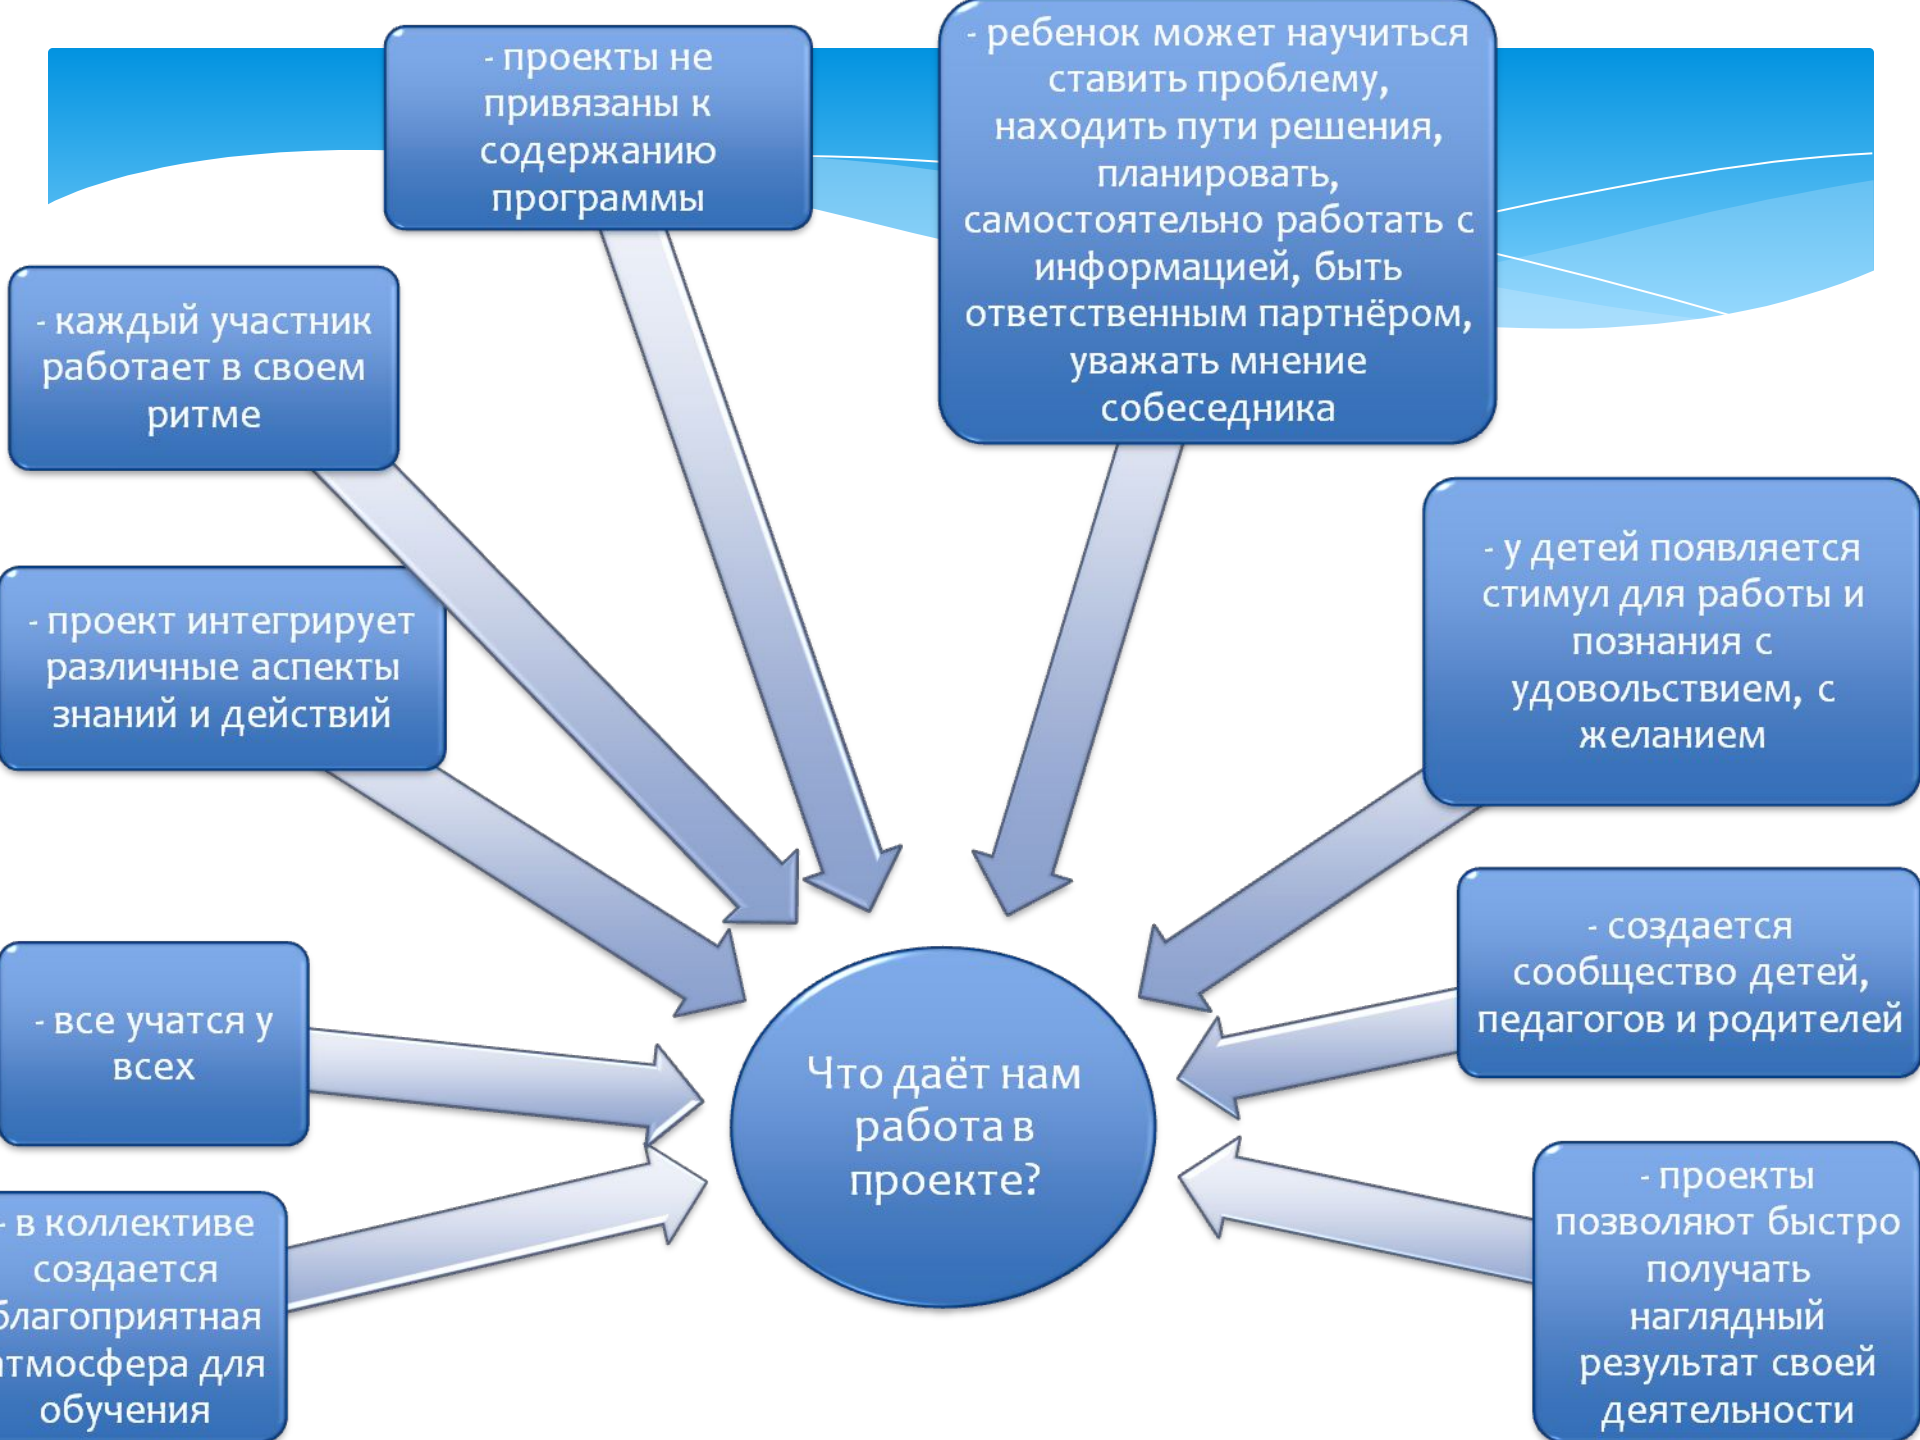 - проекты не
привязаны к
содержанию
программы
- ребенок может научиться
ставить проблему,
находить пути решения,
планировать,
самостоятельно работать с
информацией, быть
ответственным партнёром,
уважать мнение
собеседника
- каждый участник
работает в своем
ритме
- у детей появляется
стимул для работы и
познания с
удовольствием, с
желанием
- проект интегрирует
различные аспекты
знаний и действий
- создается
сообщество детей,
педагогов и родителей
- все учатся у
всех
Что даёт нам
работа в
проекте?
- проекты
позволяют быстро
получать
наглядный
результат своей
деятельности
- в коллективе
создается
благоприятная
атмосфера для
обучения